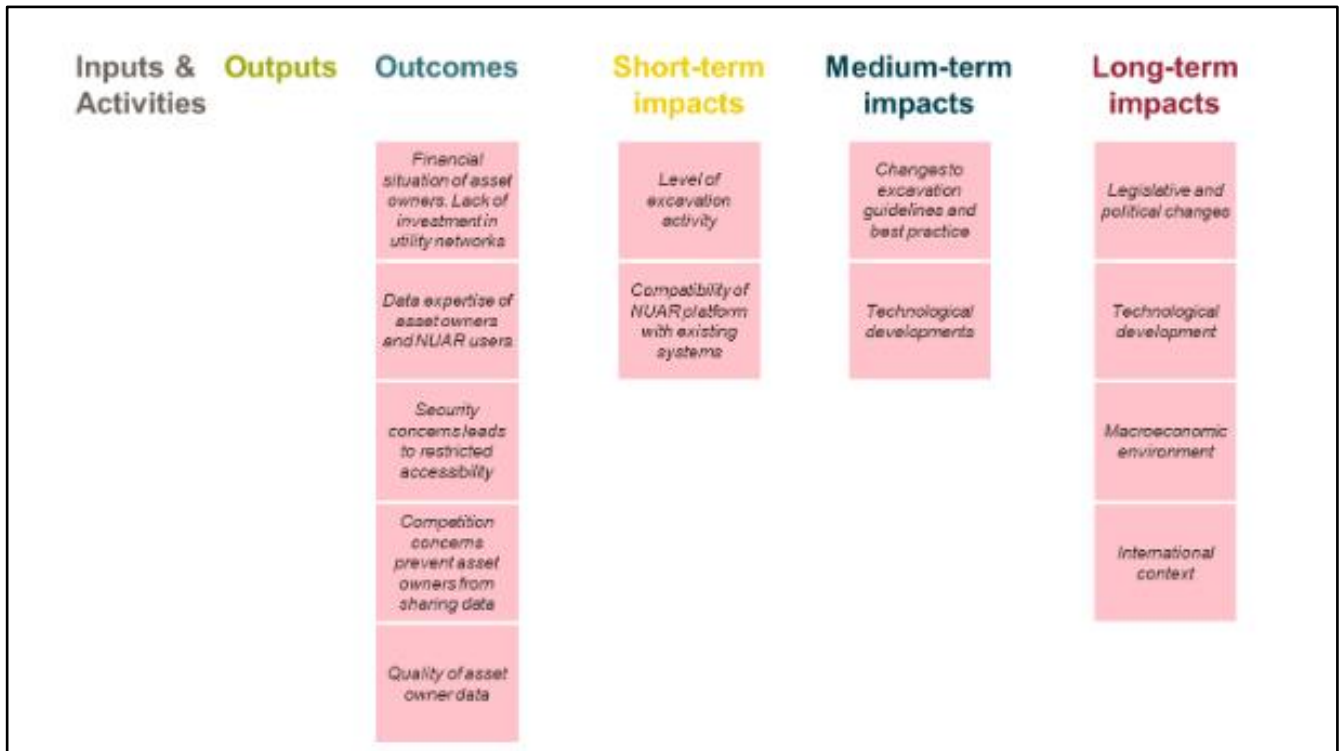 Inputs &
Activities
Outputs
Outcomes
Short-term
impacts
Medium-term
impacts
Long-term
impacts
Financial
situation of asset
owners. Lack of
investment in
utility networks
Data expertise of
asset owners
and NUAR users
Security
concerns leads
to restricted
accessibility
Competition
concerns
prevent asset
owners from
sharing data
Quality of asset
owner data
Level of
excavation
activity
Compatibility of
NUAR platform
with existing
systems
Changes to
excavation
guidelines and
best practice
Technological
developments
Legislative and
political changes
Technological
development
Macroeconomic
environment
International
context